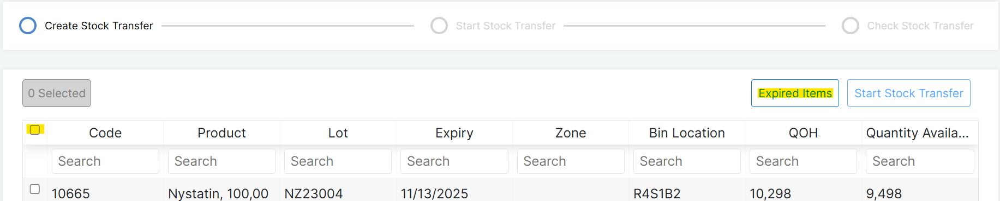 Create Stock Transfer Start Stock Transfer Check Stock Transfer
0 Selected Expired Items Start Stock Transfer
Code Product Lot Expiry Zone Bin Location QOH Quantity Availa...
Search Search Search Search Search Search Search Search
10665 Nystatin, 100,00 NZ23004 11/13/2025 R4S1B2 10,298 9,498